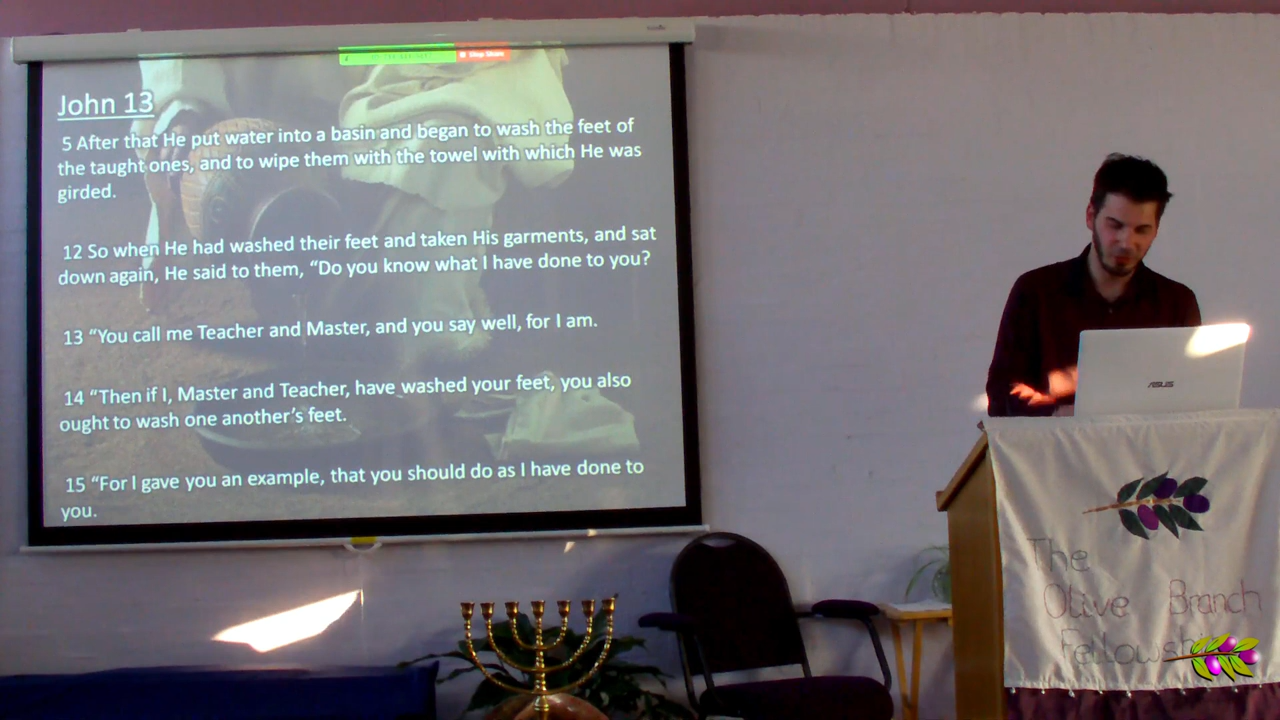 Stop Share
John 13
5 After that He put water into a basin and began to wash the feet of
the taught ones, and to wipe them with the towel with which He was
girded.
12 So when He had washed their feet and taken His garments, and sat
down again, He said to them, “Do you know what I have done to you?
13 “You call me Teacher and Master, and you say well, for I am.
14 “Then if I, Master and Teacher, have washed your feet, you also
ought to wash one another’s feet.
15 “For I gave you an example, that you should do as I have done to
you.
ASUS
The
Olive Branch
Fellowsh